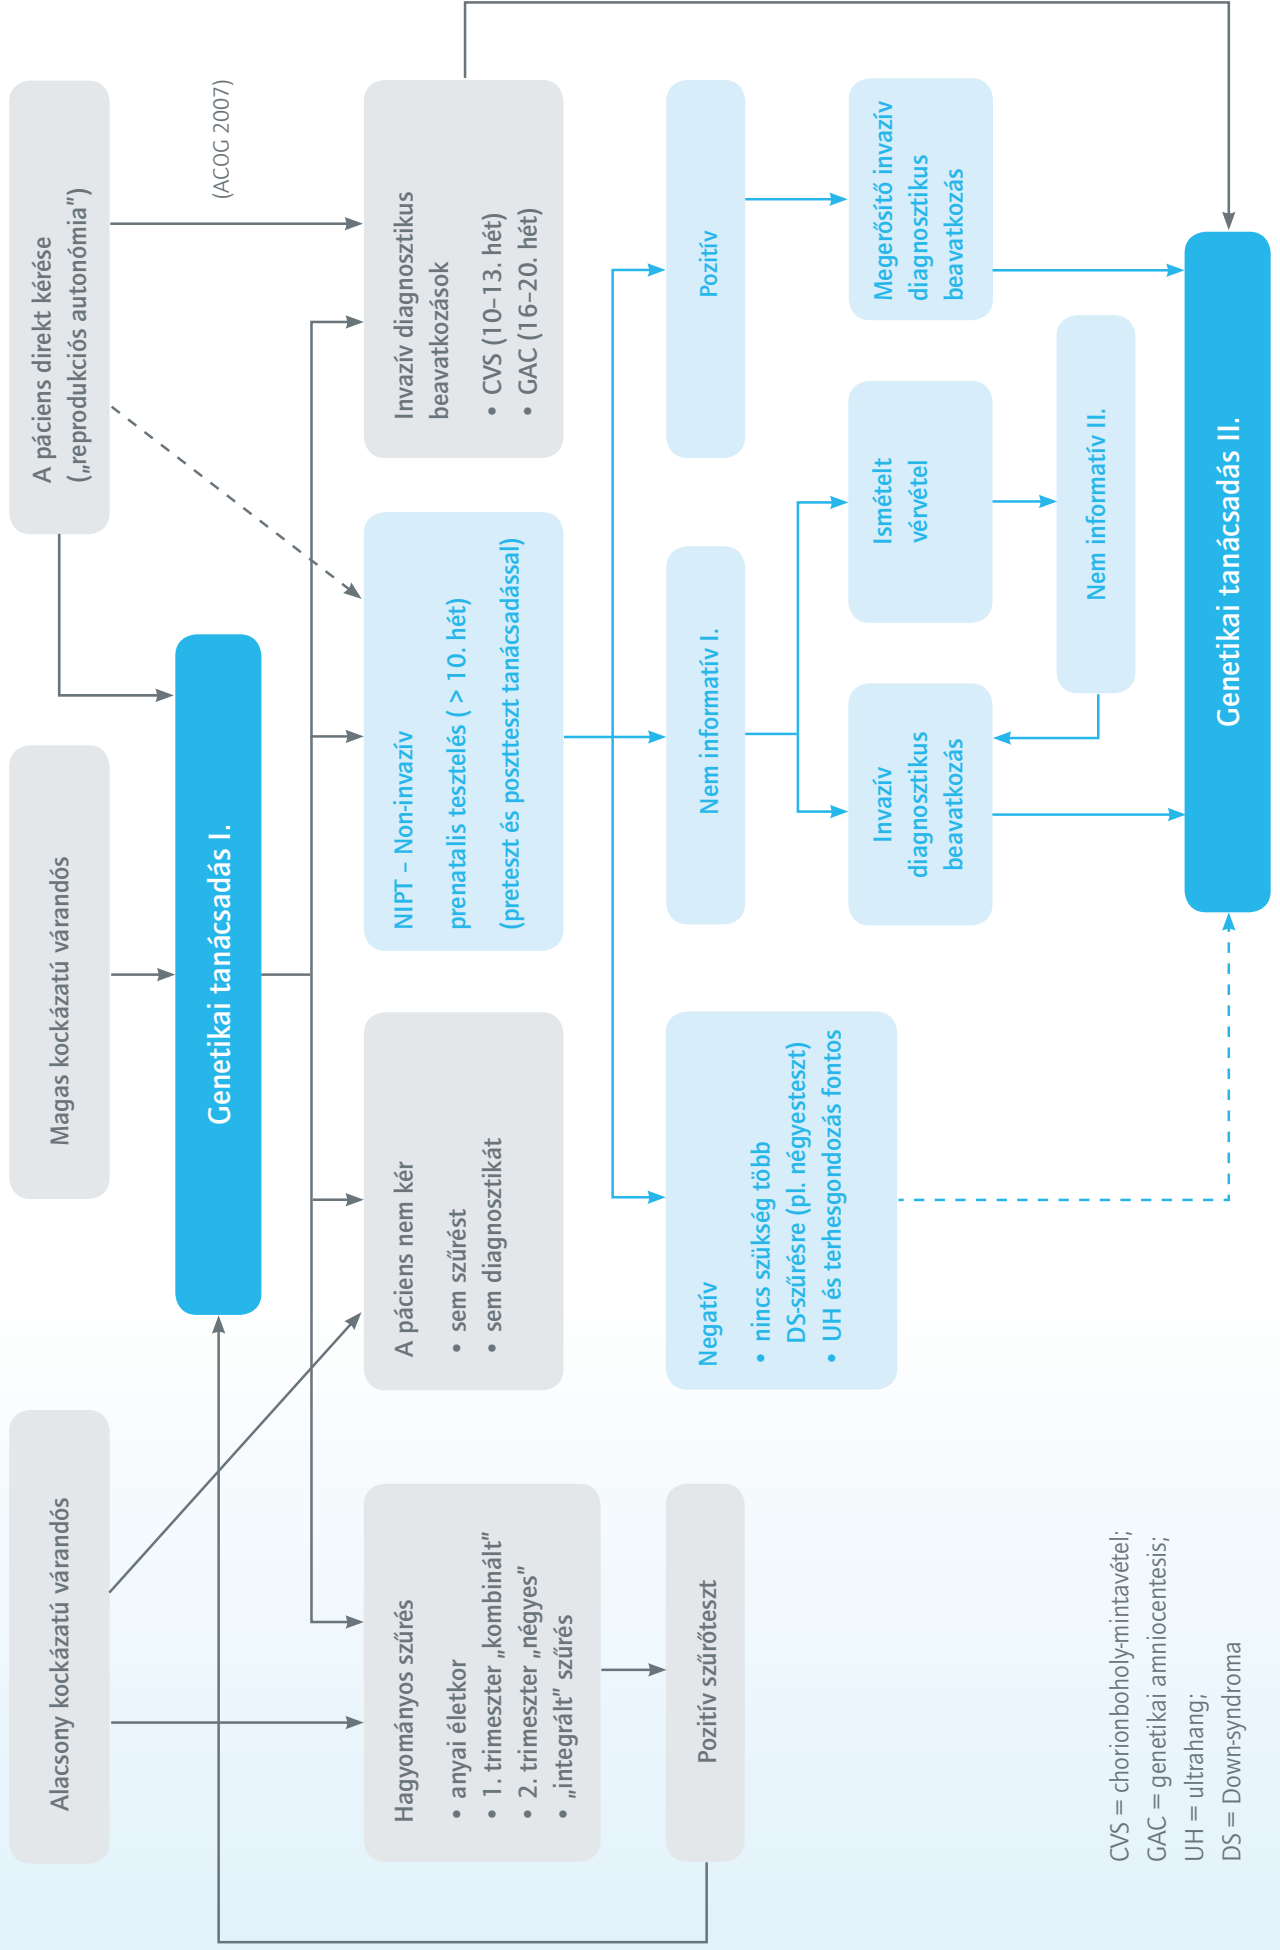 Alacsony kockázatú várandós
Magas kockázatú várandós
A páciens direkt kérése
(„reprodukciós autonómia”)
Genetikai tanácsadás I.
(ACOG 2007)
Hagyományos szűrés
• anyai életkor
• 1. trimeszter „kombinált”
• 2. trimeszter „négyes”
• „integrált” szűrés
A páciens nem kér
• sem szűrést
• sem diagnosztikát
NIPT – Non-invazív
prenatalis tesztelés ( > 10. hét)
(preteszt és posztteszt tanácsadással)
Invazív diagnosztikus
beavatkozások
• CVS (10–13. hét)
• GAC (16–20. hét)
Pozitív szűrőteszt
Negatív
• nincs szükség több
DS-szűrésre (pl. négyesteszt)
• UH és terhesgondozás fontos
Nem informatív I.
Pozitív
Invazív
diagnosztikus
beavatkozás
Ismételt
vérvétel
Megerősítő invazív
diagnosztikus
beavatkozás
Nem informatív II.
Genetikai tanácsadás II.
CVS = chorionboholy-mintavétel;
GAC = genetikai amniocentesis;
UH = ultrahang;
DS = Down-syndroma